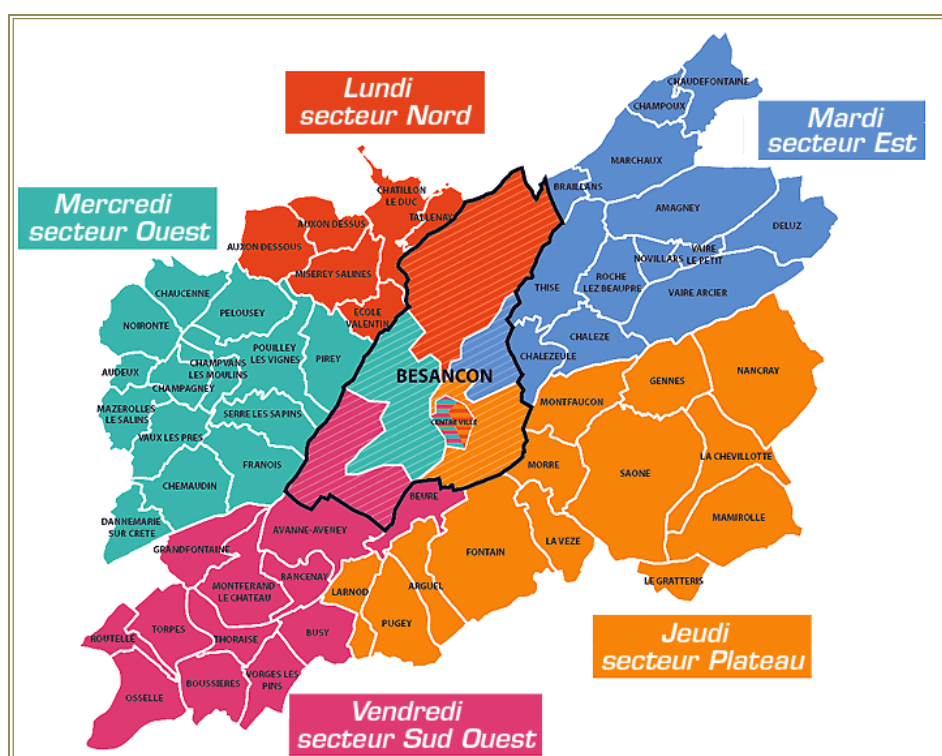 Lundi
secteur Nord
Mardi
secteur Est
Mercredi
secteur Ouest
CHAUDEFONTAINE
CHAMPOUX
MARCHAUX
BRAILLANS
AMAGNEY
DELUZ
CHATILLON
LE DUC
TALLENAY
AUXON DESSUS
AUXON DESSOUS
MISEREY SALINES
ÉCOLE
VALENTIN
NOVILLARS
VAIRE
LE PETIT
THISE
ROCHE
LEZ BEAUPRE
VAIRE ARCIER
CHAUCENNE
PELOUSEY
NOIRONTE
POUILLEY
LES VIGNES
PIREY
CHAMPVANS
LES MOULINS
AUDEUX
CHAMPAGNEY
MAZEROLLES
LE SALINS
SERRE LES SAPINS
VAUX LES PRES
FRANOIS
CHEMAUDIN
DANNEMARIE
SUR CRETE
CHALEZE
CHALEZEULE
BESANCON
CENTRE VILLE
MONTFAUCON
GENNES
NANCRAY
MORRE
SAONE
LA CHEVILLOTTE
MAMIROLLE
BEURE
AVANNE-AVENEY
GRANDFONTAINE
FONTAIN
LA VEZE
LE GRATTERIS
RANCENAY
MONTFERAND
LE CHATEAU
LARNOD
ARGUEL
PUGEY
TORPES
ROUTELLE
THORAISE
BUSY
OSSELLE
BOUSSIÈRES
VORGES LES
PINS
Jeudi
secteur Plateau
Vendredi
secteur Sud Ouest